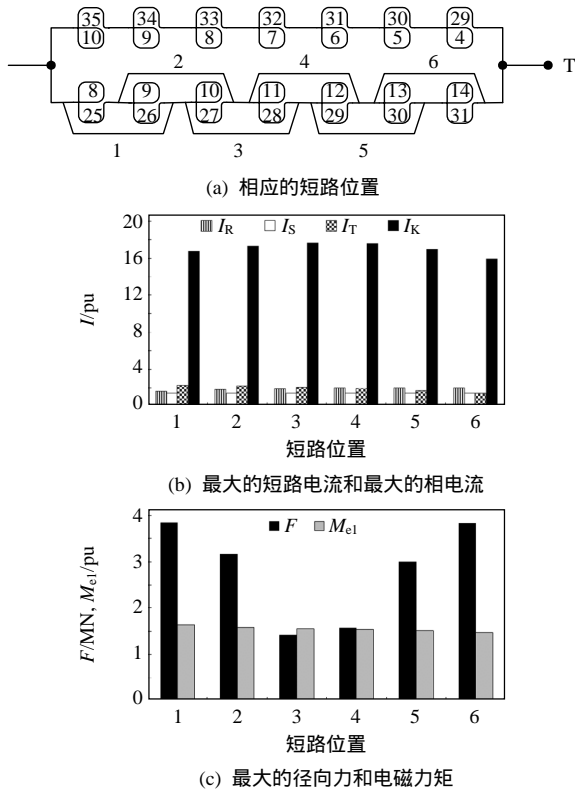 35 34 33 32 31 30 29
10 9 8 7 6 5 4
T
2 4 6
8 9 10 11 12 13 14
25 26 27 28 29 30 31
1 3 5
(a) 相应的短路位置
20
16
12
8
4
0
I/pu
I_R I_S I_T I_K
1 2 3 4 5 6
短路位置
(b) 最大的短路电流和最大的相电流
4
3
2
1
0
F/MN, M_e1/pu
F M_e1
1 2 3 4 5 6
短路位置
(c) 最大的径向力和电磁力矩